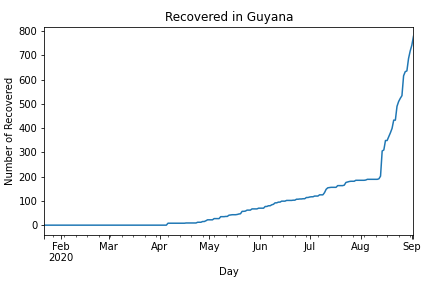 Recovered in Guyana
Number of Recovered
800
700
600
500
400
300
200
100
0
Feb Mar Apr May Jun Jul Aug Sep
2020
Day